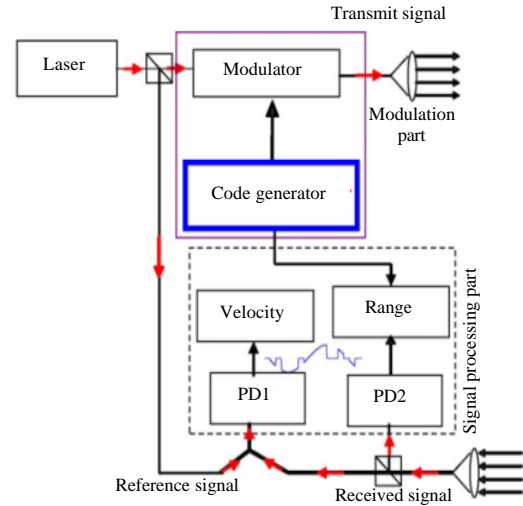 Transmit signal
Laser
Modulator
Modulation
part
Code generator
Velocity
Range
Signal processing part
PD1
PD2
Reference signal
Received signal